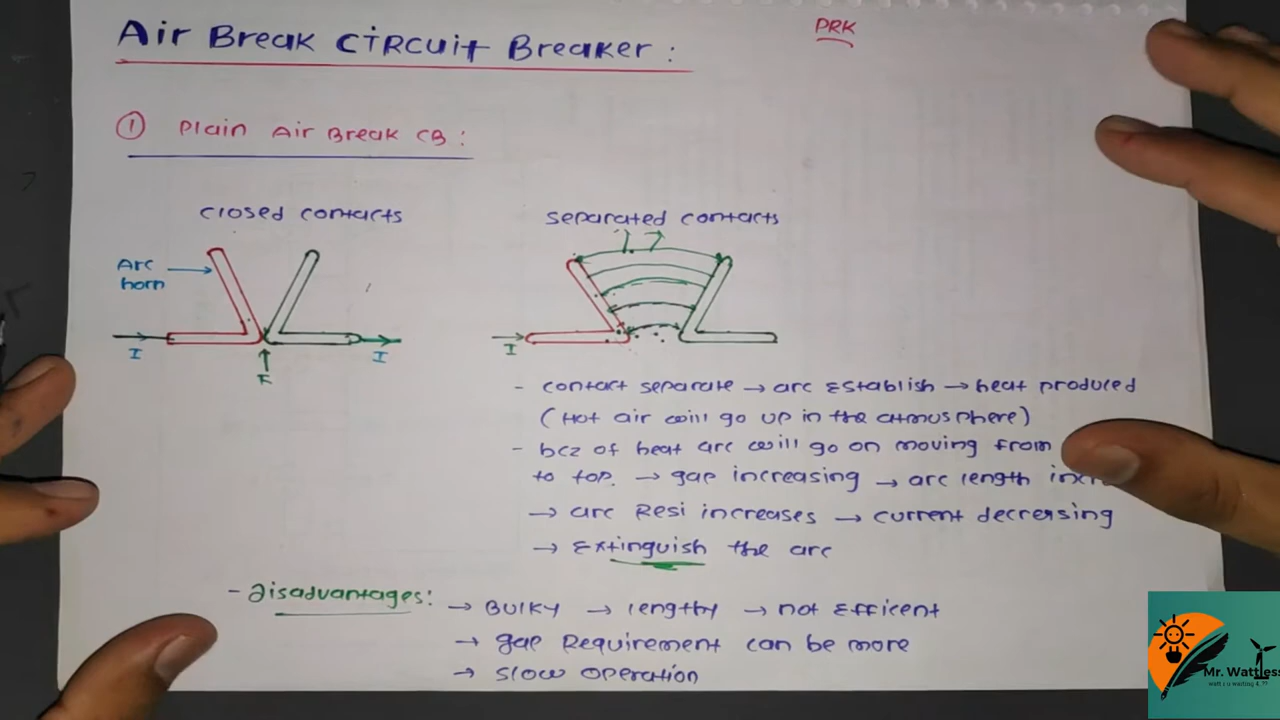 Air Break CiRCuit Breaker :
PRK
① Plain Air Break CB :
closed contacts
separated contacts
Arc
horn
I
I
I
- contact separate → arc Establish → heat produced
(Hot air will go up in the atmosphere)
- bcz of heat arc will go on moving from
to top. → gap increasing → arc length
→ arc Resi increases → current decreasing
→ Extinguish the arc
- Disadvantages: → Bulky → lengthy → not Efficent
→ gap Requirement can be more
→ slow operation
Mr. Wattless